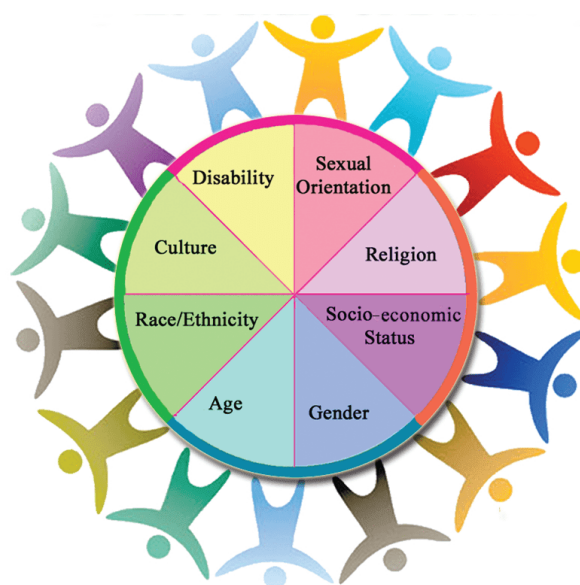 Disability
Sexual
Orientation
Culture
Religion
Race/Ethnicity
Socio-economic
Status
Age
Gender